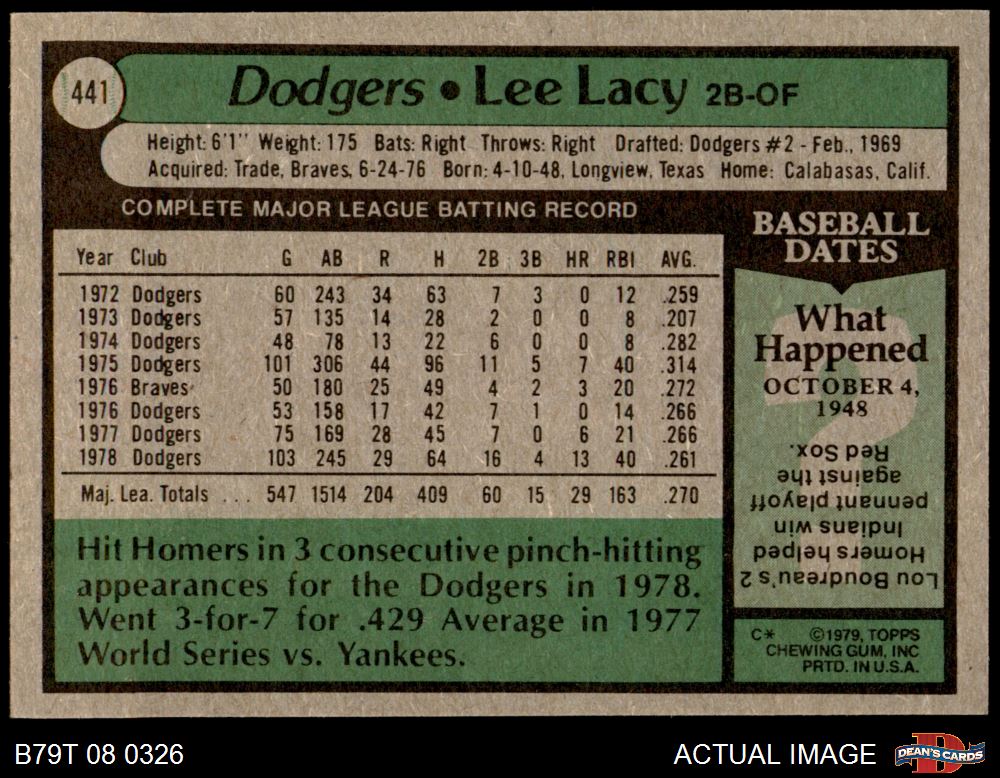 441
Dodgers • Lee Lacy 2B-OF
Height: 6'1" Weight: 175 Bats: Right Throws: Right Drafted: Dodgers #2 - Feb., 1969
Acquired: Trade, Braves, 6-24-76 Born: 4-10-48, Longview, Texas Home: Calabasas, Calif.
COMPLETE MAJOR LEAGUE BATTING RECORD
Year Club G AB R H 2B 3B HR RBI AVG.
1972 Dodgers 60 243 34 63 7 3 0 12 .259
1973 Dodgers 57 135 14 28 2 0 0 8 .207
1974 Dodgers 48 78 13 22 6 0 0 8 .282
1975 Dodgers 101 306 44 96 11 5 7 40 .314
1976 Braves 50 180 25 49 4 2 3 20 .272
1976 Dodgers 53 158 17 42 7 1 0 14 .266
1977 Dodgers 75 169 28 45 7 0 6 21 .266
1978 Dodgers 103 245 29 64 16 4 13 40 .261
Maj. Lea. Totals ... 547 1514 204 409 60 15 29 163 .270
Hit Homers in 3 consecutive pinch-hitting
appearances for the Dodgers in 1978.
Went 3-for-7 for .429 Average in 1977
World Series vs. Yankees.
BASEBALL
DATES
What
Happened
OCTOBER 4,
1948
Lou Boudreau's 2
Homers helped
Indians win
pennant playoff
against the
Red Sox.
C* ©1979, TOPPS
CHEWING GUM, INC
PRTD. IN U.S.A.
B79T 08 0326
ACTUAL IMAGE
DEAN'S CARDS